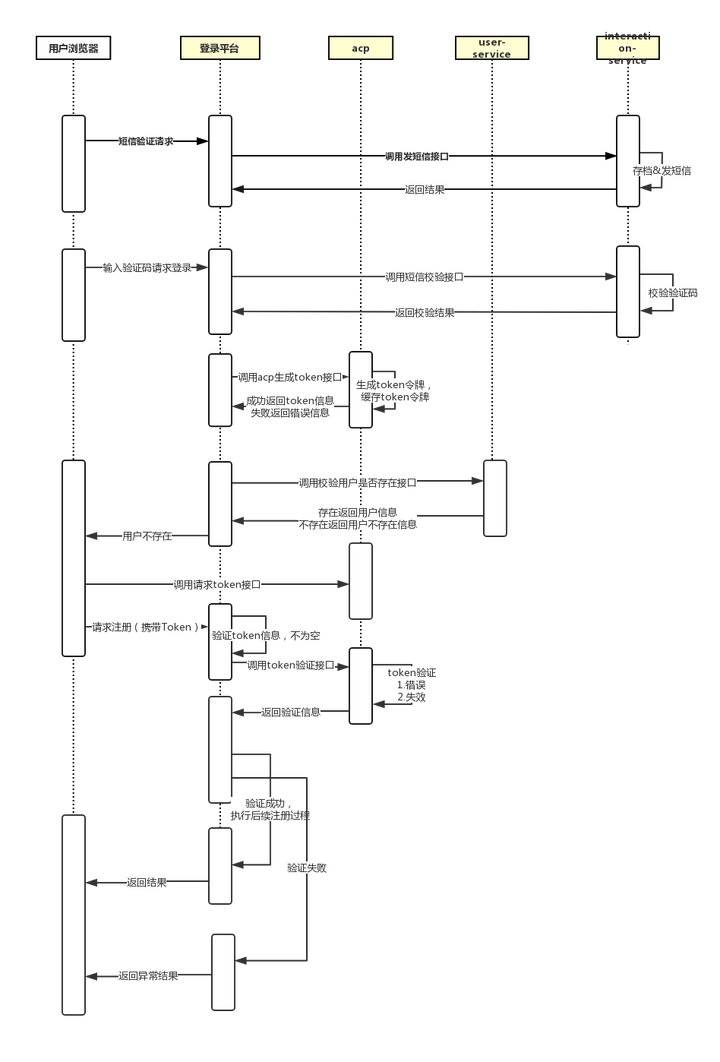 用户浏览器
登录平台
acp
user-
service
interacti
on-
service
短信验证请求
调用发短信接口
存档&发短信
返回结果
输入验证码请求登录
调用短信校验接口
校验验证码
返回校验结果
调用acp生成token接口
生成token令牌，
缓存token令牌
成功返回token信息
失败返回错误信息
调用校验用户是否存在接口
存在返回用户信息
不存在返回用户不存在信息
用户不存在
调用请求token接口
请求注册（携带Token）
验证token信息，不为空
调用token验证接口
token验证
1.错误
2.失效
返回验证信息
验证成功，
执行后续注册过程
验证失败
返回结果
返回异常结果